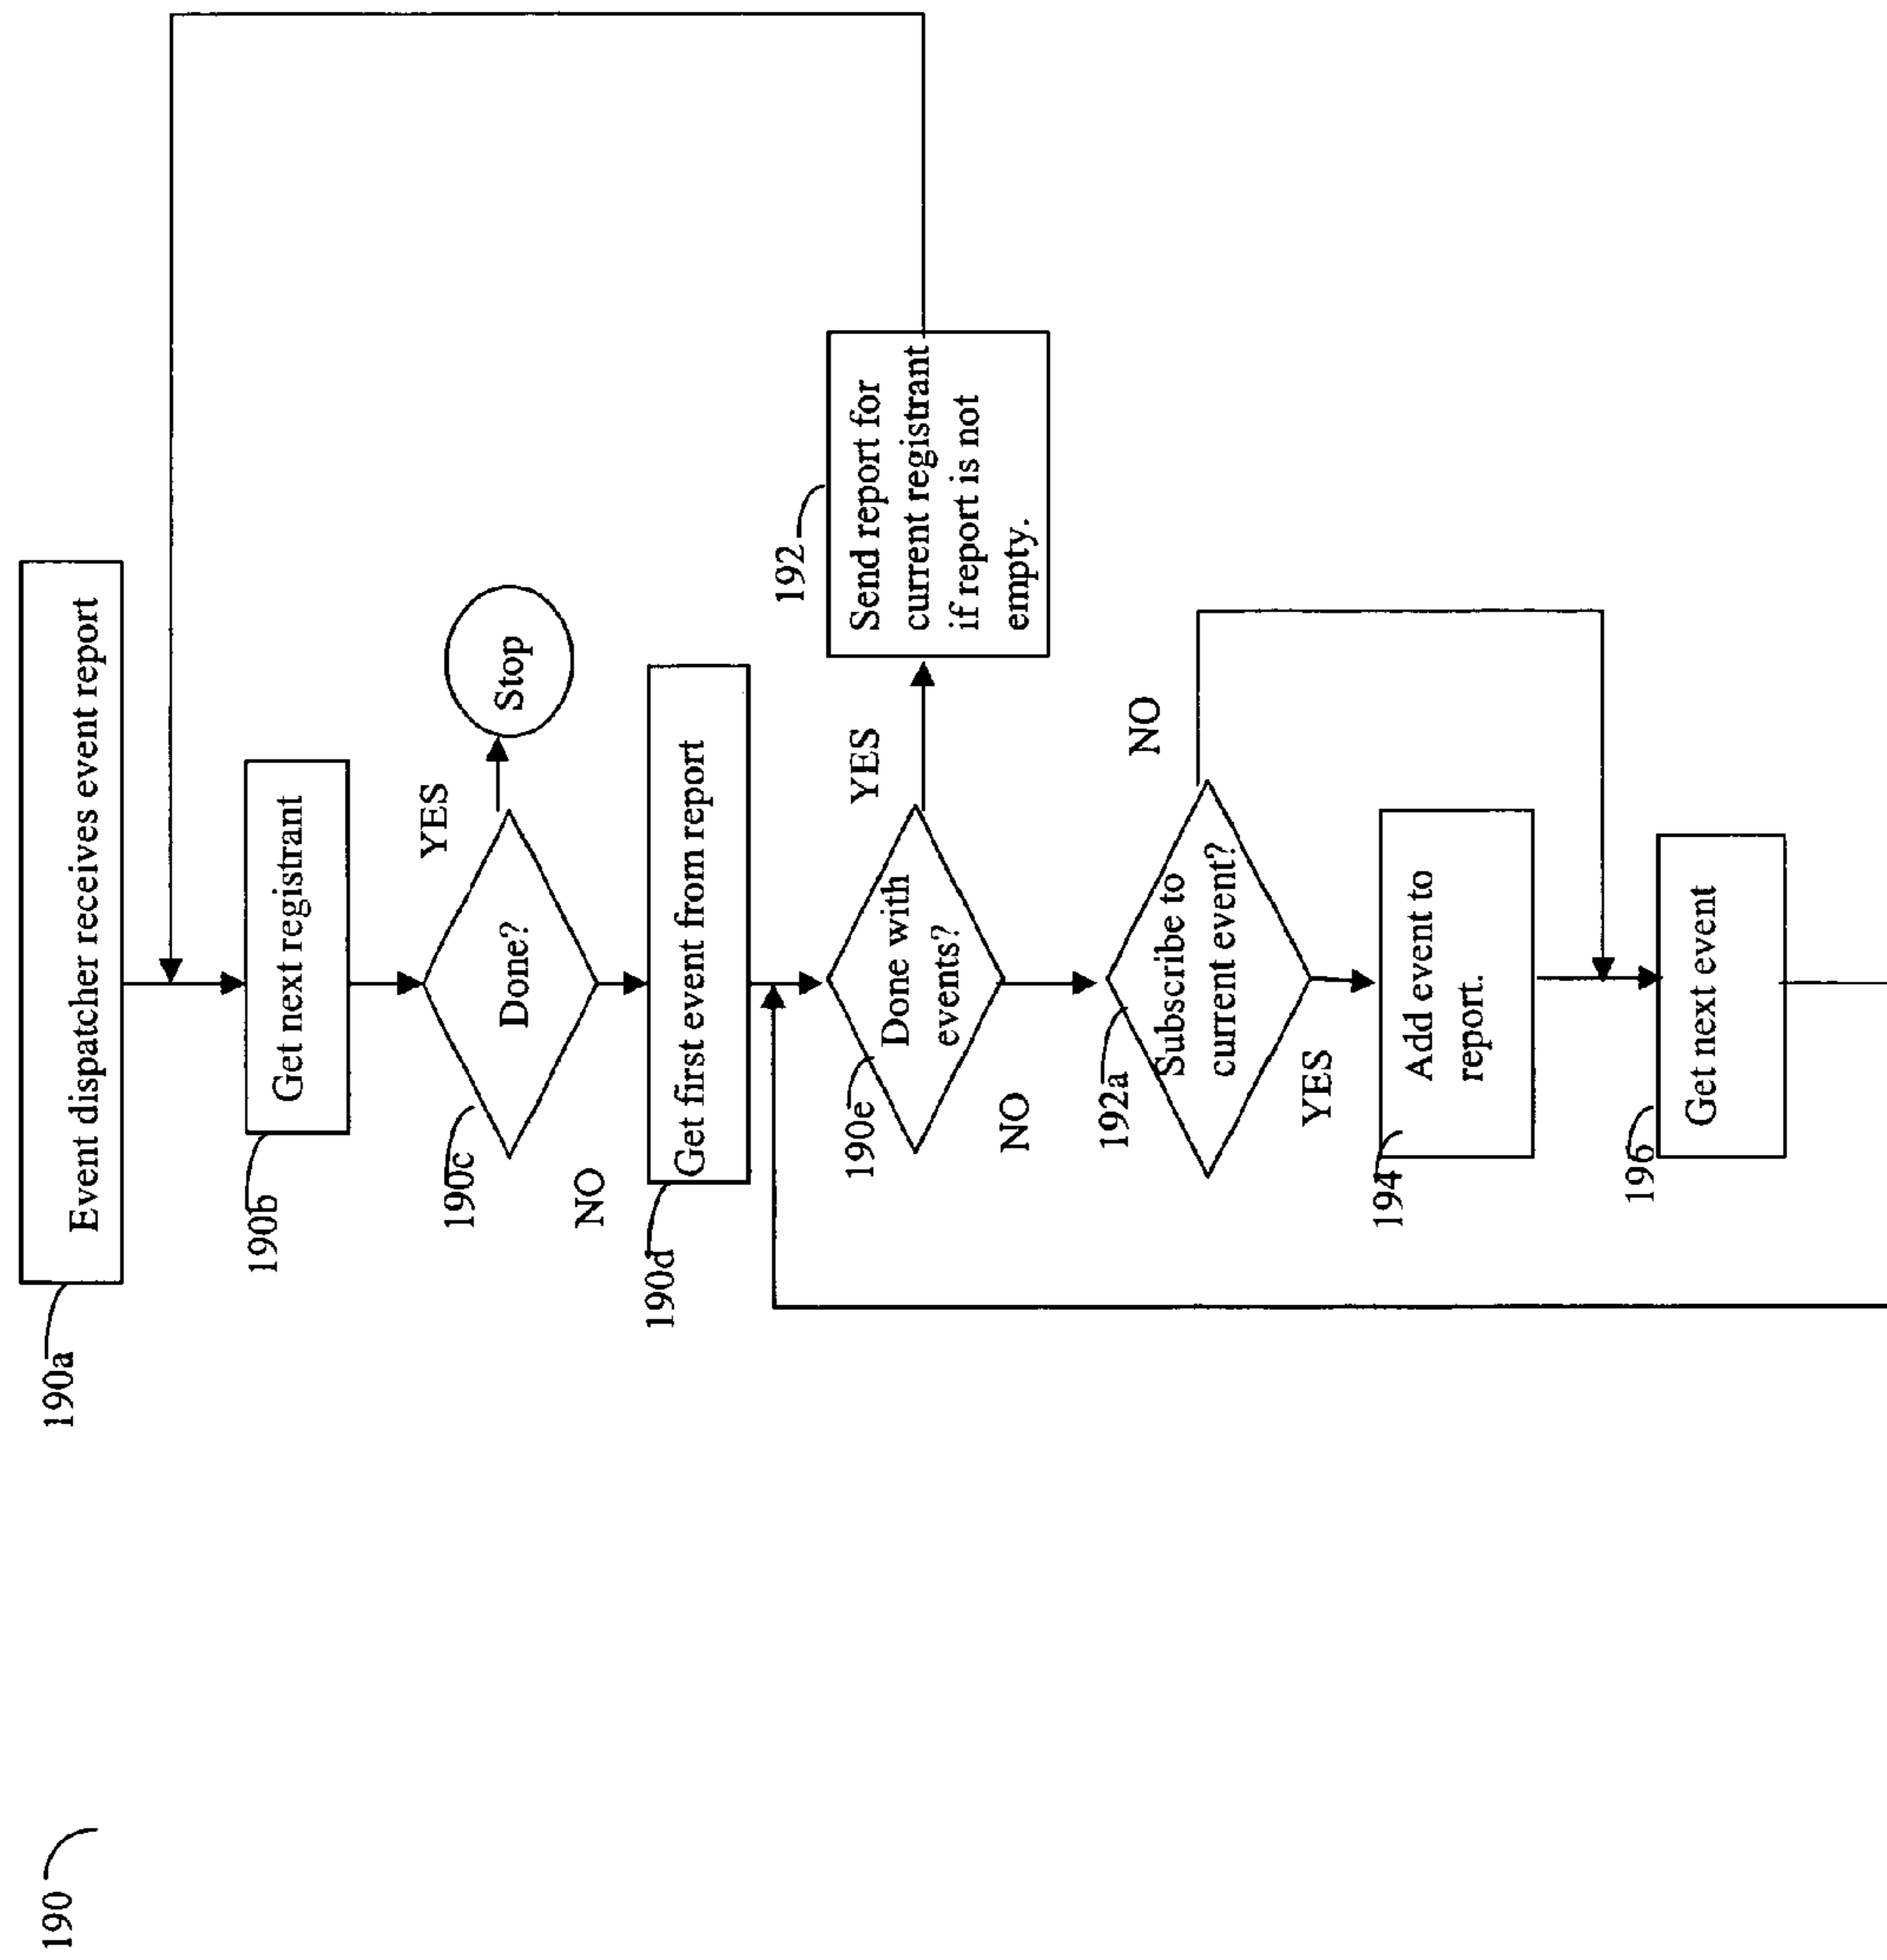 190
190a
Event dispatcher receives event report
190b
Get next registrant
190c
Done?
YES
Stop
NO
190d
Get first event from report
190e
Done with
events?
YES
192
Send report for
current registrant
if report is not
empty.
NO
192a
Subscribe to
current event?
NO
YES
194
Add event to
report.
196
Get next event